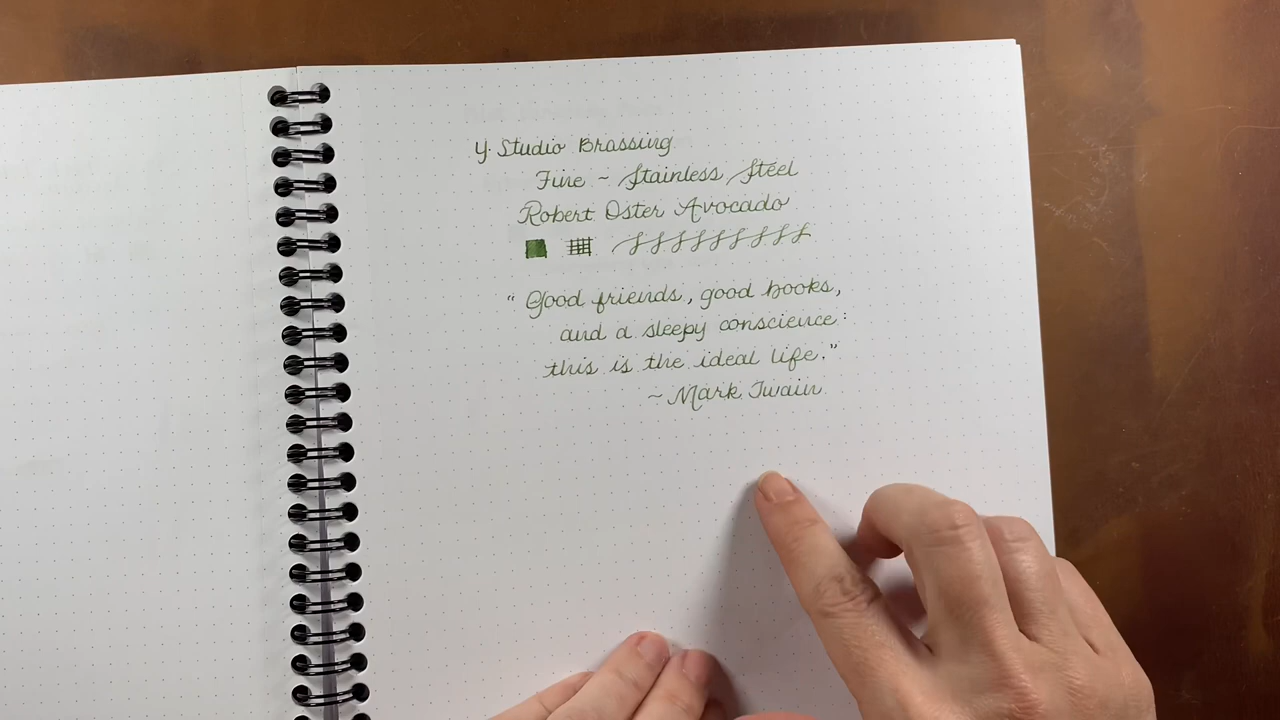 Y Studio Brassing
Fine ~ Stainless Steel
Robert Oster Avocado
"Good friends, good books,
and a sleepy conscience:
this is the ideal life."
~ Mark Twain